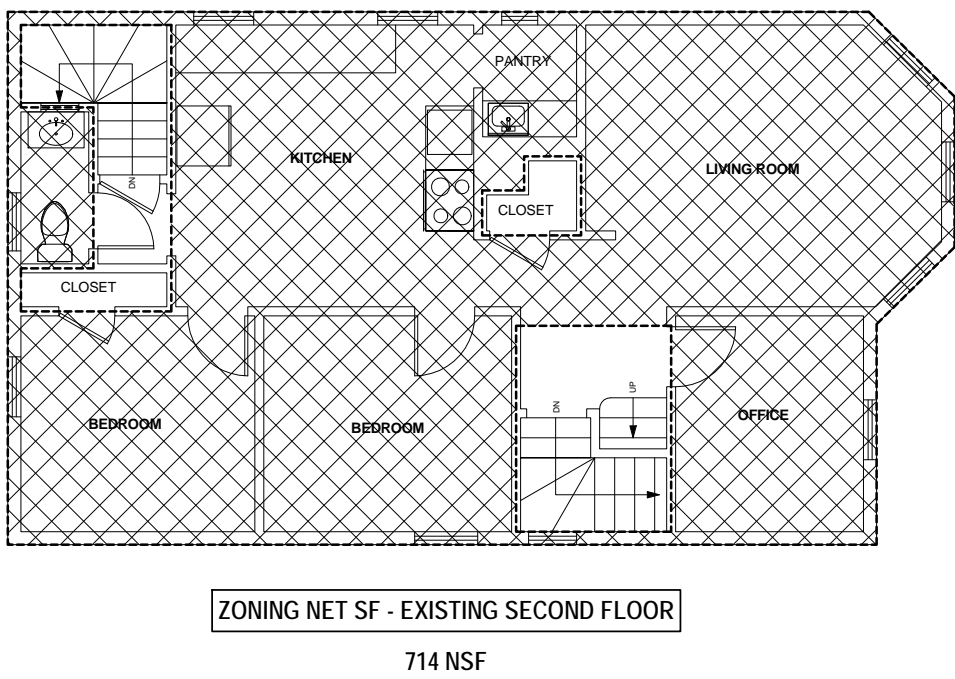 PANTRY
KITCHEN
LIVING ROOM
DN
CLOSET
CLOSET
UP
DN
BEDROOM
BEDROOM
OFFICE
ZONING NET SF - EXISTING SECOND FLOOR
714 NSF